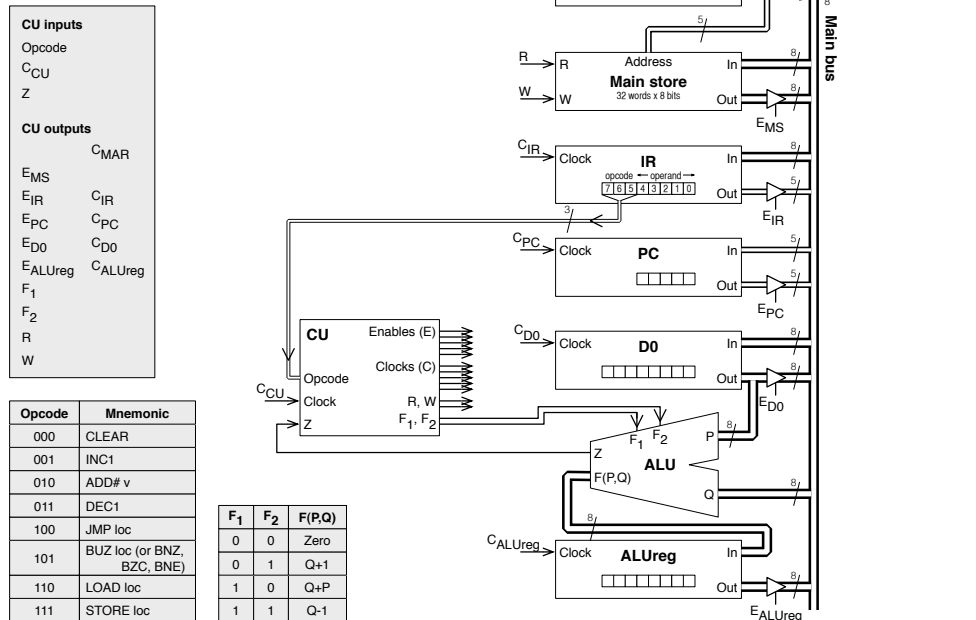 CU inputs
Opcode
CCU
Z
CU outputs
CMAR
EMS
EIR CIR
EPC CPC
ED0 CD0
EALUreg CALUreg
F1
F2
R
W
Opcode Mnemonic
000 CLEAR
001 INC1
010 ADD# v
011 DEC1
100 JMP loc
101 BUZ loc (or BNZ,
BZC, BNE)
110 LOAD loc
111 STORE loc
F1 F2 F(P,Q)
0 0 Zero
0 1 Q+1
1 0 Q+P
1 1 Q-1
8
Main bus
5
R R Address In 8
Main store
32 words x 8 bits
W W Out 8
EMS
CIR Clock IR In 8
opcode operand
7 6 5 4 3 2 1 0
Out 5
EIR
3
CPC Clock PC In 5
Out 5
EPC
CD0 Clock D0 In 8
Out 8
ED0
CU Enables (E)
Clocks (C)
Opcode
CCU Clock R, W
Z F1, F2
F1 F2 P 8
Z ALU
F(P,Q)
Q 8
8
CALUreg Clock ALUreg In
Out 8
EALUreg